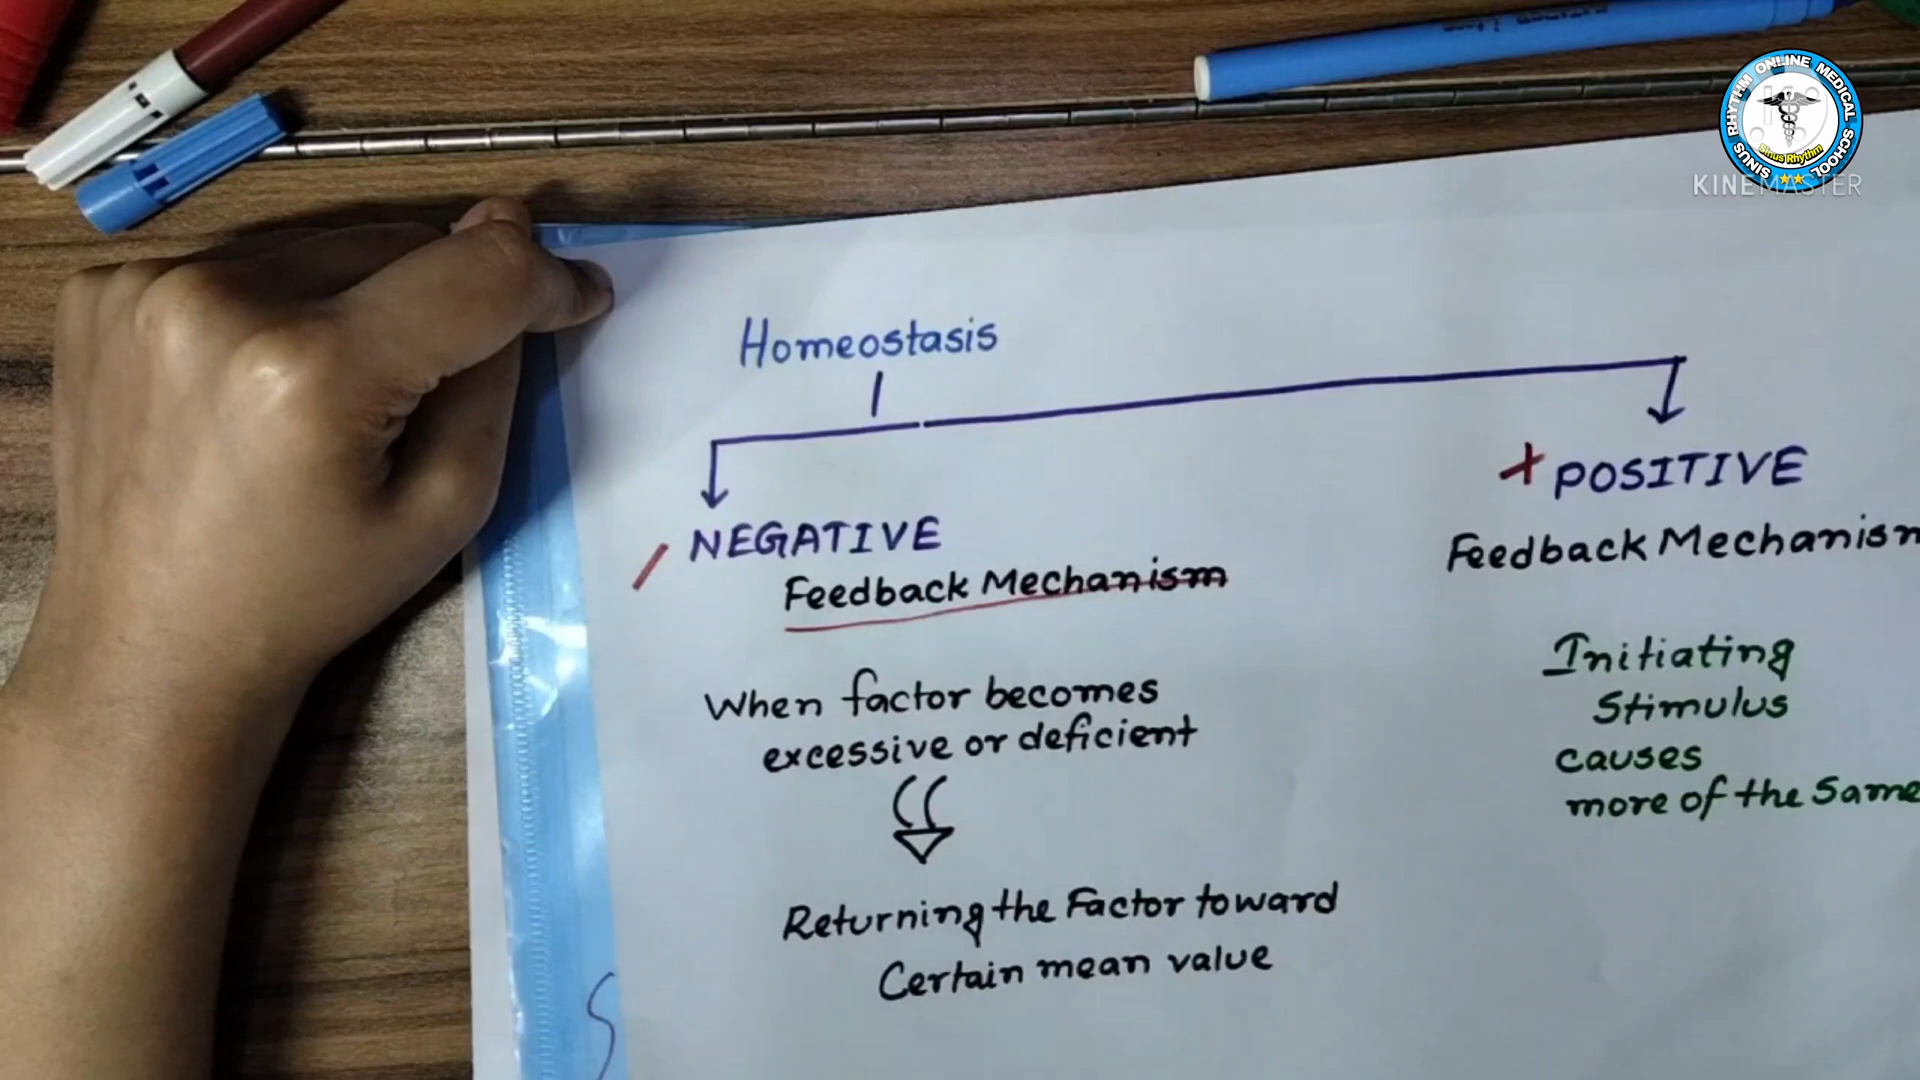 SINUS RHYTHM ONLINE MEDICAL SCHOOL
Sinus Rhythm
KINEMASTER
Homeostasis
NEGATIVE
Feedback Mechanism
When factor becomes
excessive or deficient
Returning the Factor toward
Certain mean value
+ POSITIVE
Feedback Mechanism
Initiating
Stimulus
causes
more of the Same